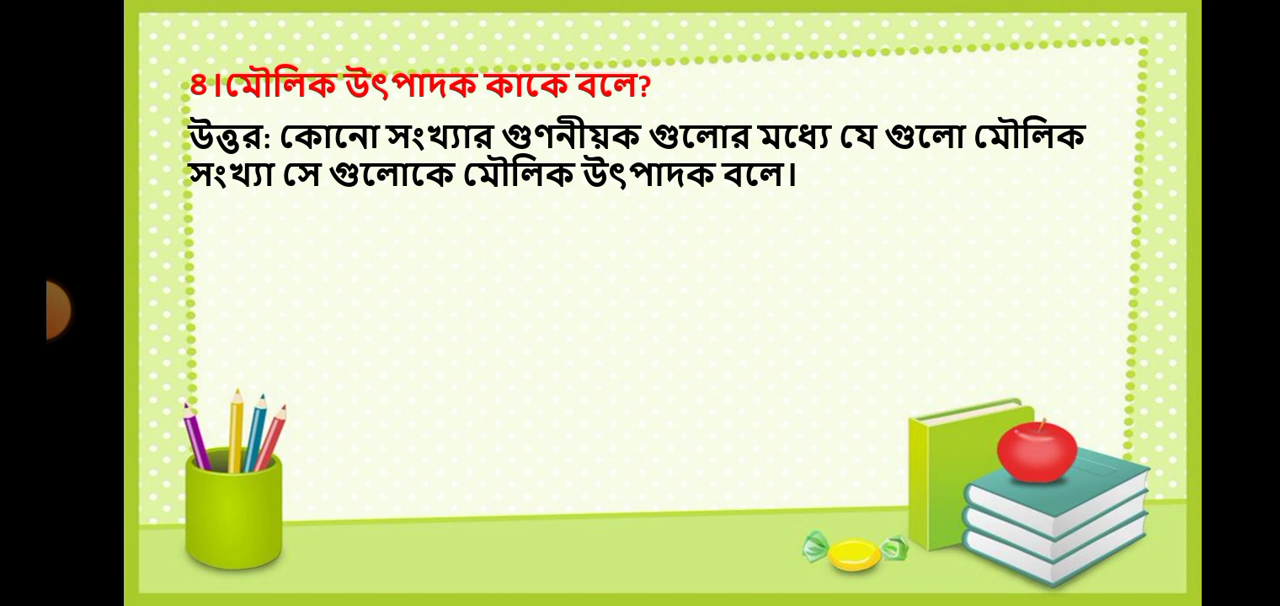 ৪।মৌলিক উৎপাদক কাকে বলে?
উত্তর: কোনো সংখ্যার গুণনীয়ক গুলোর মধ্যে যে গুলো মৌলিক
সংখ্যা সে গুলোকে মৌলিক উৎপাদক বলে।